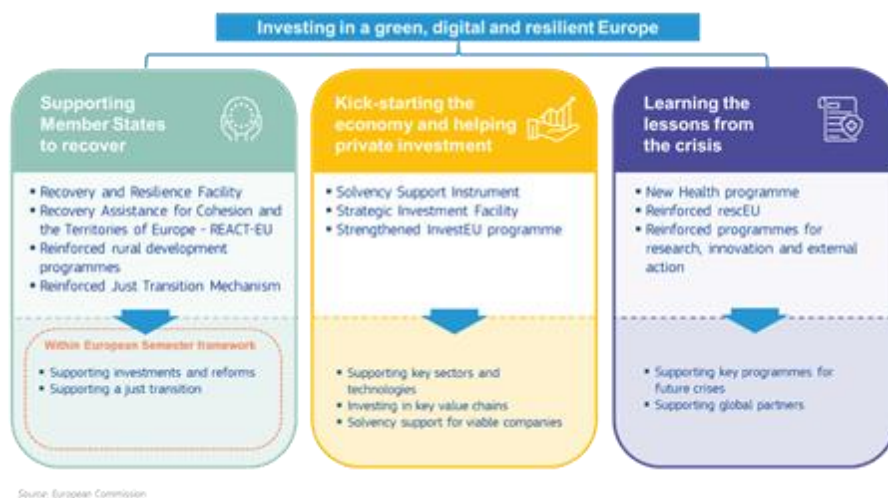 Investing in a green, digital and resilient Europe
Supporting
Member States
to recover
▪ Recovery and Resilience Facility
▪ Recovery Assistance for Cohesion and
the Territories of Europe - REACT-EU
▪ Reinforced rural development
programmes
▪ Reinforced Just Transition Mechanism
Within European Semester framework
▪ Supporting investments and reforms
▪ Supporting a just transition
Kick-starting the
economy and helping
private investment
▪ Solvency Support Instrument
▪ Strategic Investment Facility
▪ Strengthened InvestEU programme
▪ Supporting key sectors and
technologies
▪ Investing in key value chains
▪ Solvency support for viable companies
Learning the
lessons from
the crisis
▪ New Health programme
▪ Reinforced rescEU
▪ Reinforced programmes for
research, innovation and external
action
▪ Supporting key programmes for
future crises
▪ Supporting global partners
Source: European Commission